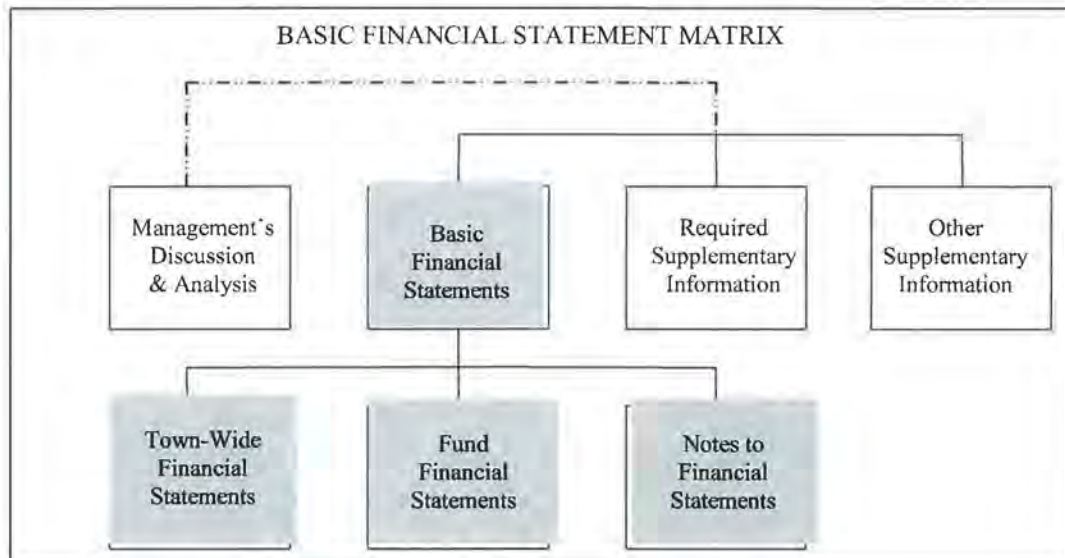 BASIC FINANCIAL STATEMENT MATRIX
Management's
Discussion
& Analysis
Basic
Financial
Statements
Required
Supplementary
Information
Other
Supplementary
Information
Town-Wide
Financial
Statements
Fund
Financial
Statements
Notes to
Financial
Statements